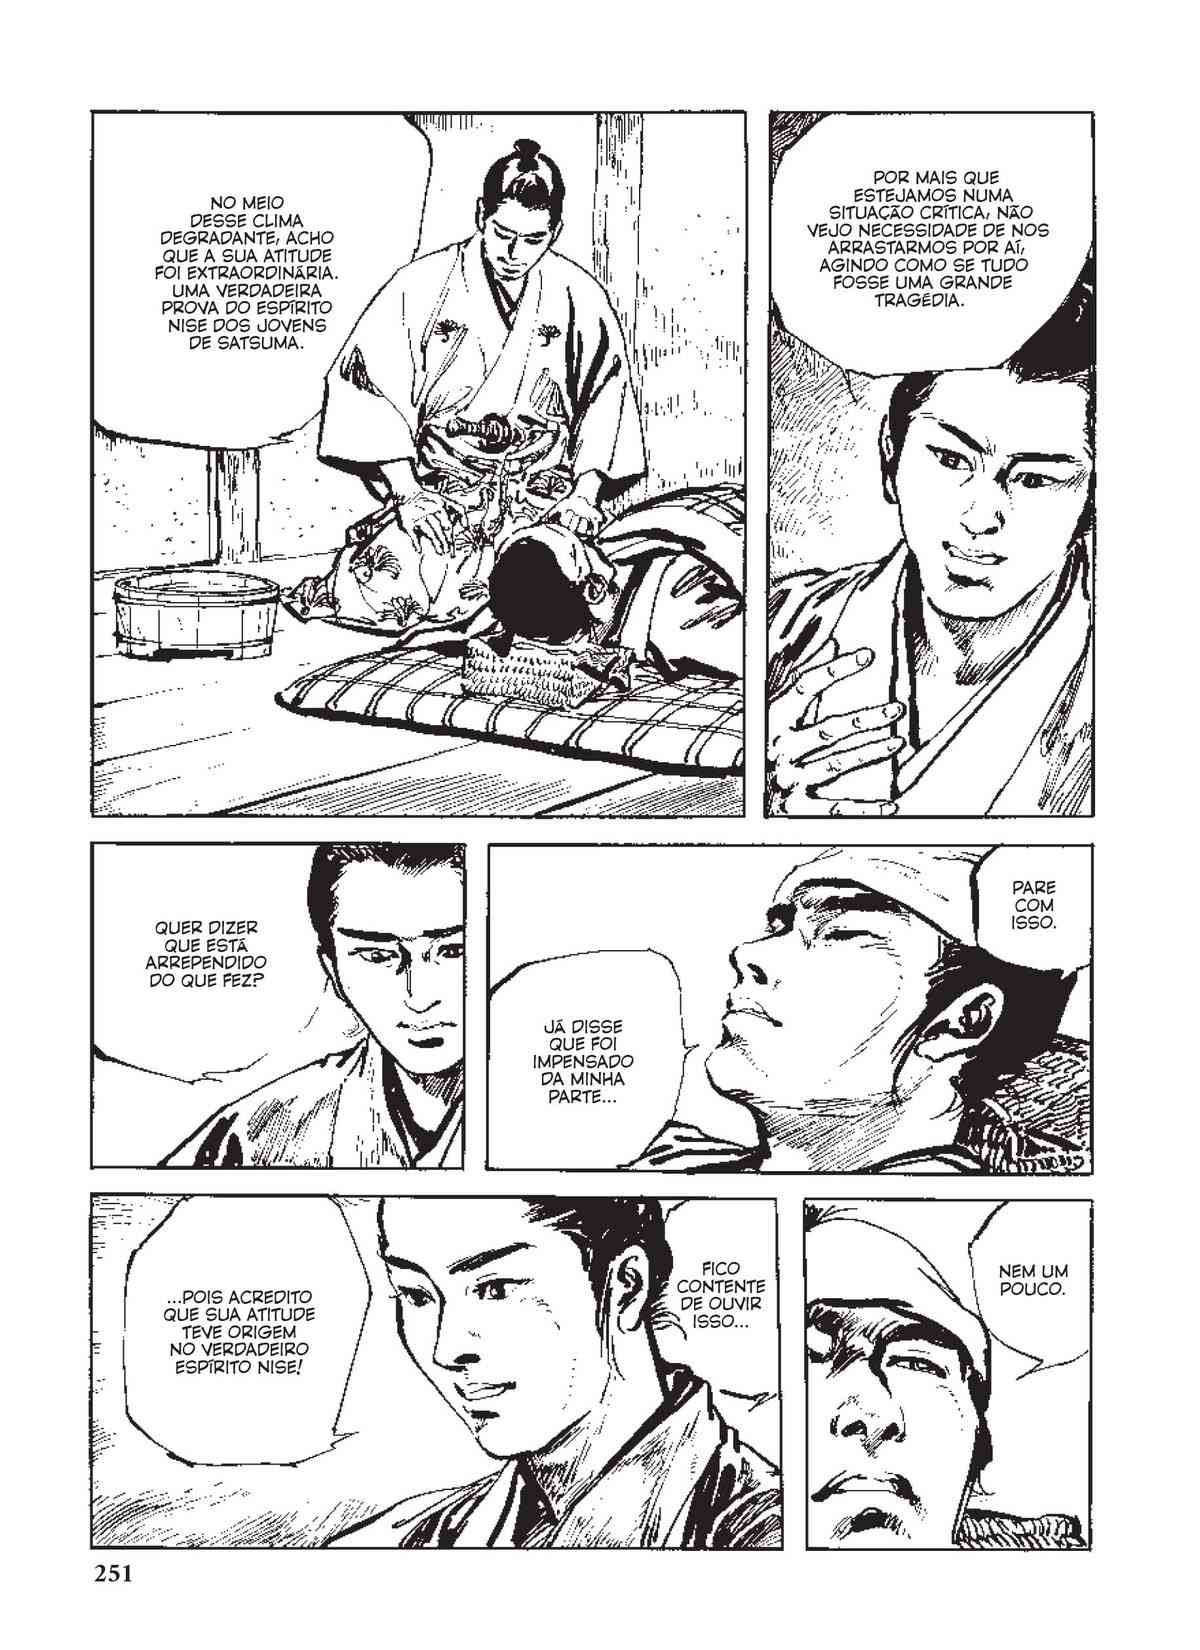 POR MAIS QUE
ESTEJAMOS NUMA
SITUAÇÃO CRÍTICA, NÃO
VEJO NECESSIDADE DE NOS
ARRASTARMOS POR AÍ,
AGINDO COMO SE TUDO
FOSSE UMA GRANDE
TRAGÉDIA.
NO MEIO
DESSE CLIMA
DEGRADANTE, ACHO
QUE A SUA ATITUDE
FOI EXTRAORDINÁRIA.
UMA VERDADEIRA
PROVA DO ESPÍRITO
NISE DOS JOVENS
DE SATSUMA.
PARE
COM
ISSO.
JÁ DISSE
QUE FOI
IMPENSADO
DA MINHA
PARTE...
QUER DIZER
QUE ESTÁ
ARREPENDIDO
DO QUE FEZ?
NEM UM
POUCO.
FICO
CONTENTE
DE OUVIR
ISSO...
...POIS ACREDITO
QUE SUA ATITUDE
TEVE ORIGEM
NO VERDADEIRO
ESPÍRITO NISE!
251